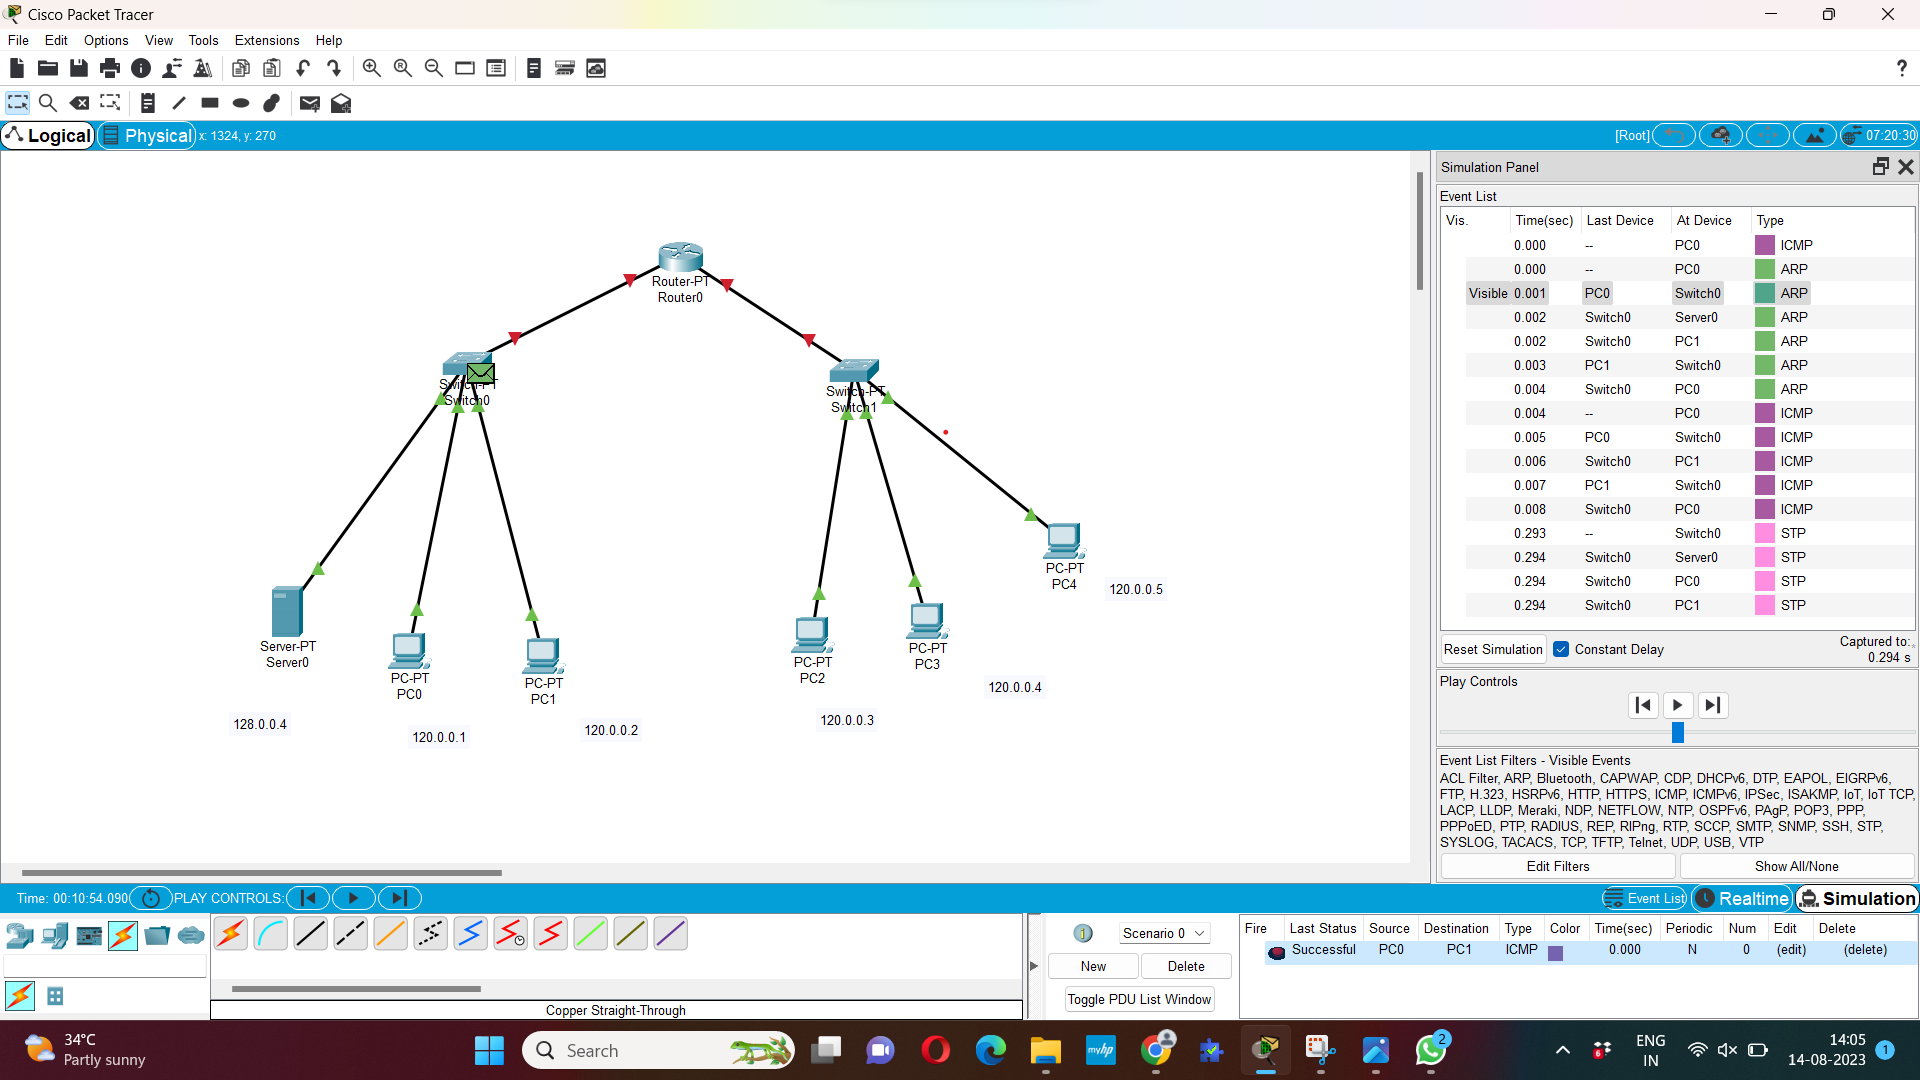 Cisco Packet Tracer
File Edit Options View Tools Extensions Help
?
Logical Physical x: 1324, y: 270 [Root] 07:20:30
Router-PT
Router0
Switch-PT
Switch0
Switch-PT
Switch1
Server-PT
Server0
PC-PT
PC0
PC-PT
PC1
PC-PT
PC2
PC-PT
PC3
PC-PT
PC4
128.0.0.4
120.0.0.1
120.0.0.2
120.0.0.3
120.0.0.4
120.0.0.5
Simulation Panel
Event List
Vis. Time(sec) Last Device At Device Type
0.000 -- PC0 ICMP
0.000 -- PC0 ARP
Visible 0.001 PC0 Switch0 ARP
0.002 Switch0 Server0 ARP
0.002 Switch0 PC1 ARP
0.003 PC1 Switch0 ARP
0.004 Switch0 PC0 ARP
0.004 -- PC0 ICMP
0.005 PC0 Switch0 ICMP
0.006 Switch0 PC1 ICMP
0.007 PC1 Switch0 ICMP
0.008 Switch0 PC0 ICMP
0.293 -- Switch0 STP
0.294 Switch0 Server0 STP
0.294 Switch0 PC0 STP
0.294 Switch0 PC1 STP
Reset Simulation Constant Delay Captured to:
0.294 s
Play Controls
Event List Filters - Visible Events
ACL Filter, ARP, Bluetooth, CAPWAP, CDP, DHCPv6, DTP, EAPOL, EIGRPv6,
FTP, H.323, HSRPv6, HTTP, HTTPS, ICMP, ICMPv6, IPSec, ISAKMP, IoT, IoT TCP,
LACP, LLDP, Meraki, NDP, NETFLOW, NTP, OSPFv6, PAgP, POP3, PPP,
PPPoED, PTP, RADIUS, REP, RIPng, RTP, SCCP, SMTP, SNMP, SSH, STP,
SYSLOG, TACACS, TCP, TFTP, Telnet, UDP, USB, VTP
Edit Filters Show All/None
Time: 00:10:54.090 PLAY CONTROLS: Event List Realtime Simulation
Scenario 0
New Delete
Toggle PDU List Window
Fire Last Status Source Destination Type Color Time(sec) Periodic Num Edit Delete
Successful PC0 PC1 ICMP 0.000 N 0 (edit) (delete)
Copper Straight-Through
34°C
Partly sunny
Search
myhp
2
6
ENG
IN
14:05
14-08-2023
1